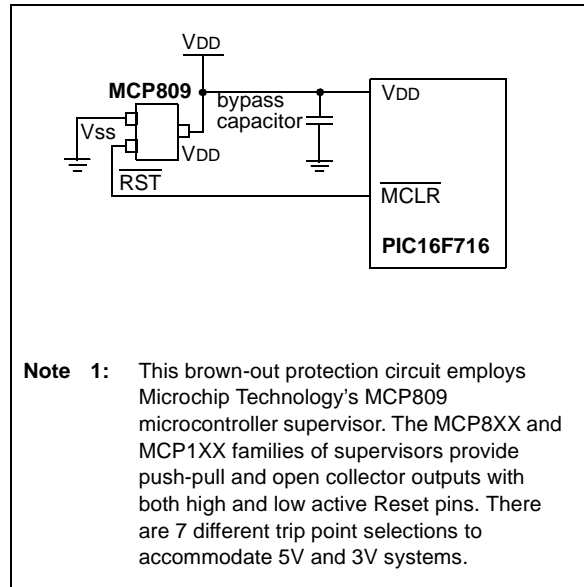 VDD
MCP809
bypass
capacitor
VDD
Vss
VDD
RST
MCLR
PIC16F716
Note 1: This brown-out protection circuit employs
Microchip Technology's MCP809
microcontroller supervisor. The MCP8XX and
MCP1XX families of supervisors provide
push-pull and open collector outputs with
both high and low active Reset pins. There
are 7 different trip point selections to
accommodate 5V and 3V systems.